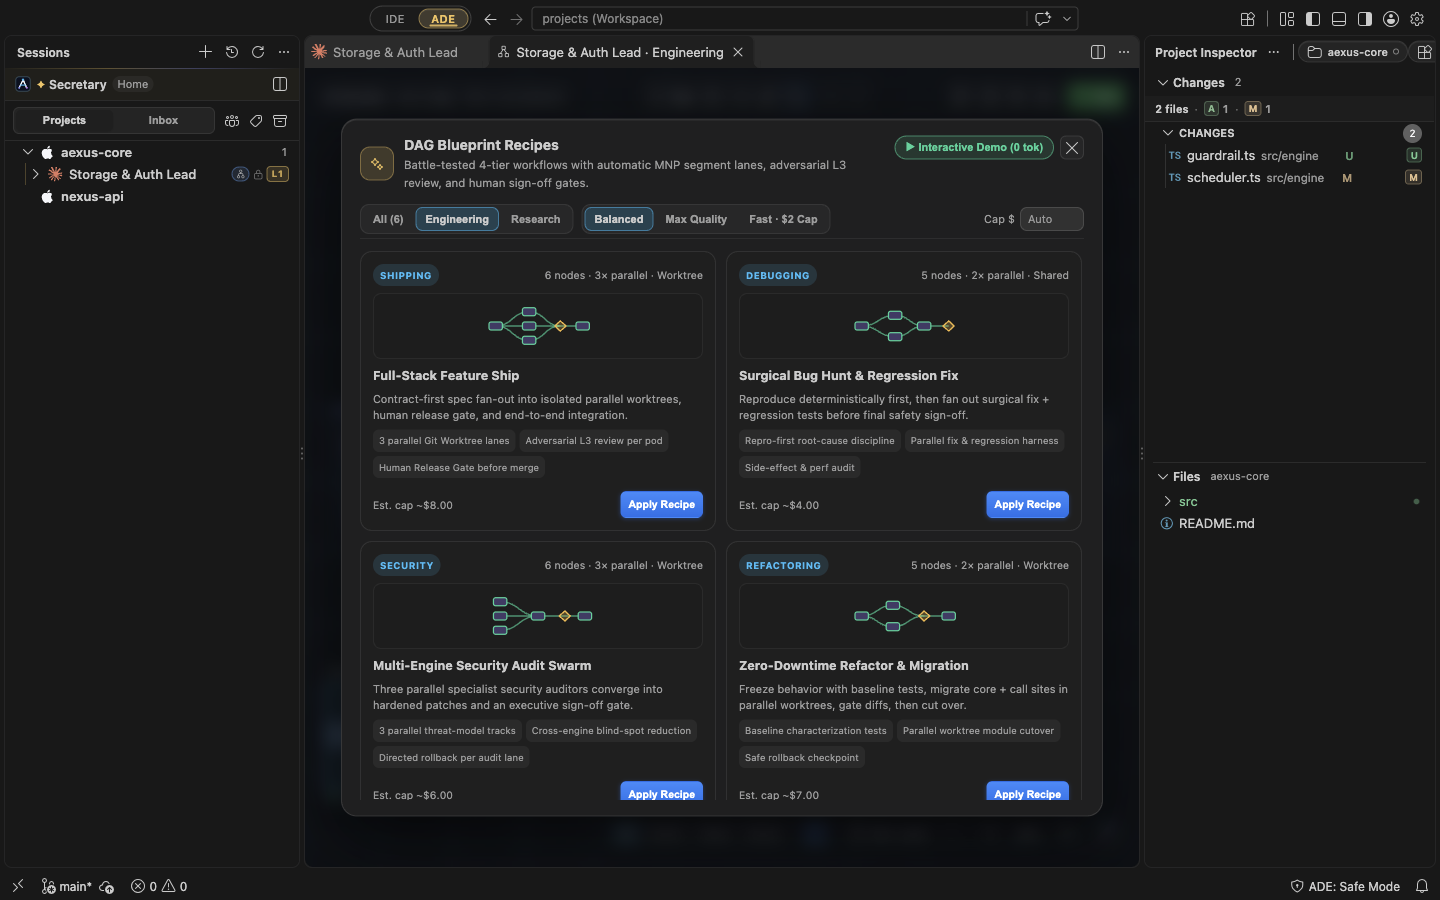 IDE
ADE
projects (Workspace)
Sessions
Secretary
Home
Projects
Inbox
aexus-core
1
Storage & Auth Lead
L1
nexus-api
Storage & Auth Lead
Storage & Auth Lead · Engineering
DAG Blueprint Recipes
Battle-tested 4-tier workflows with automatic MNP segment lanes, adversarial L3
review, and human sign-off gates.
Interactive Demo (0 tok)
All (6)
Engineering
Research
Balanced
Max Quality
Fast · $2 Cap
Cap $
Auto
SHIPPING
6 nodes · 3× parallel · Worktree
Full-Stack Feature Ship
Contract-first spec fan-out into isolated parallel worktrees,
human release gate, and end-to-end integration.
3 parallel Git Worktree lanes
Adversarial L3 review per pod
Human Release Gate before merge
Est. cap ~$8.00
Apply Recipe
DEBUGGING
5 nodes · 2× parallel · Shared
Surgical Bug Hunt & Regression Fix
Reproduce deterministically first, then fan out surgical fix +
regression tests before final safety sign-off.
Repro-first root-cause discipline
Parallel fix & regression harness
Side-effect & perf audit
Est. cap ~$4.00
Apply Recipe
SECURITY
6 nodes · 3× parallel · Worktree
Multi-Engine Security Audit Swarm
Three parallel specialist security auditors converge into
hardened patches and an executive sign-off gate.
3 parallel threat-model tracks
Cross-engine blind-spot reduction
Directed rollback per audit lane
Est. cap ~$6.00
Apply Recipe
REFACTORING
5 nodes · 2× parallel · Worktree
Zero-Downtime Refactor & Migration
Freeze behavior with baseline tests, migrate core + call sites in
parallel worktrees, gate diffs, then cut over.
Baseline characterization tests
Parallel worktree module cutover
Safe rollback checkpoint
Est. cap ~$7.00
Apply Recipe
Project Inspector
aexus-core
Changes 2
2 files · A 1 · M 1
CHANGES
2
TS guardrail.ts src/engine U U
TS scheduler.ts src/engine M M
Files aexus-core
src
README.md
main*
0
0
ADE: Safe Mode